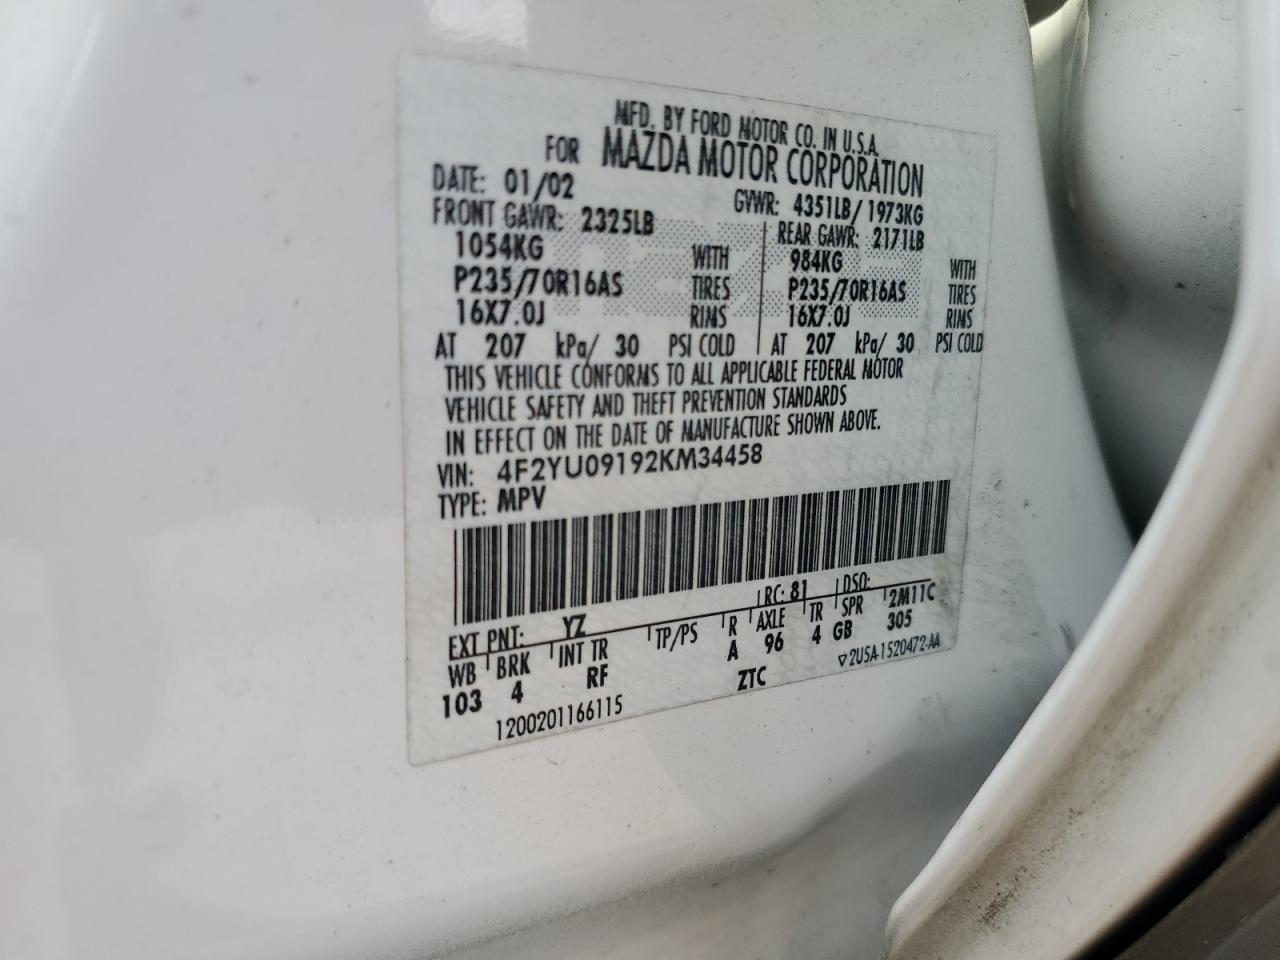 MFD. BY FORD MOTOR CO. IN U.S.A.
FOR MAZDA MOTOR CORPORATION
DATE: 01/02 GVWR: 4351LB/ 1973KG
FRONT GAWR: 2325LB REAR GAWR: 2171LB
1054KG WITH 984KG WITH
P235/70R16AS TIRES P235/70R16AS TIRES
16X7.0J RIMS 16X7.0J RIMS
AT 207 kPa/ 30 PSI COLD AT 207 kPa/ 30 PSI COLD
THIS VEHICLE CONFORMS TO ALL APPLICABLE FEDERAL MOTOR
VEHICLE SAFETY AND THEFT PREVENTION STANDARDS
IN EFFECT ON THE DATE OF MANUFACTURE SHOWN ABOVE.
VIN: 4F2YU09192KM34458
TYPE: MPV
EXT PNT: YZ RC: 81 DSO:
WB BRK INT TR TP/PS R AXLE TR SPR 2M11C
103 4 RF A 96 4 GB 305
1200201166115 ZTC 2USA-1520472-AA